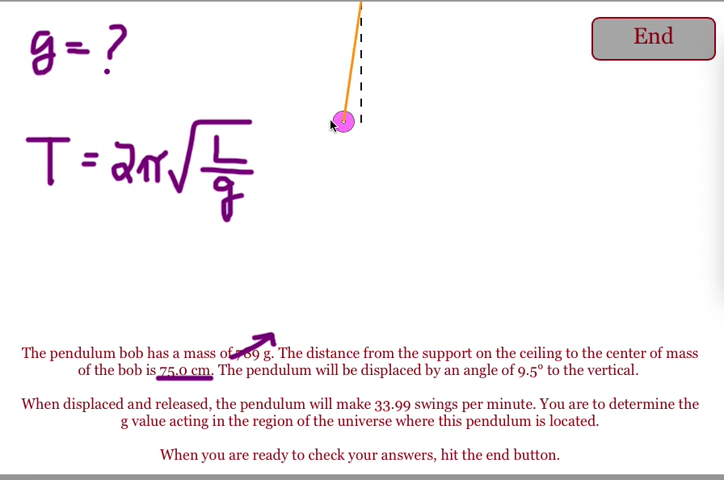 g = ?
End
T = 2π√(L/g)
The pendulum bob has a mass of 789 g. The distance from the support on the ceiling to the center of mass
of the bob is 75.0 cm. The pendulum will be displaced by an angle of 9.5° to the vertical.
When displaced and released, the pendulum will make 33.99 swings per minute. You are to determine the
g value acting in the region of the universe where this pendulum is located.
When you are ready to check your answers, hit the end button.